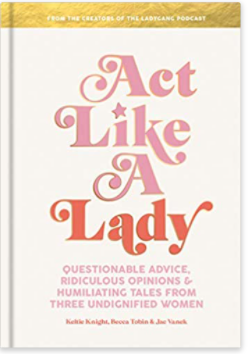 FROM THE CREATORS OF THE LADYGANG PODCAST
Act
Like
A
Lady
QUESTIONABLE ADVICE,
RIDICULOUS OPINIONS &
HUMILIATING TALES FROM
THREE UNDIGNIFIED WOMEN
Keltie Knight, Becca Tobin & Jac Vanek